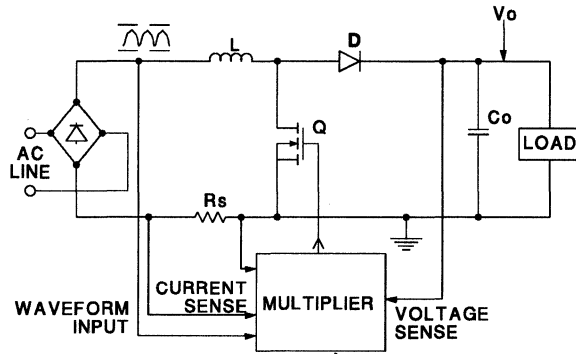 Vo
L
D
Q
Co
LOAD
AC
LINE
Rs
CURRENT
SENSE
MULTIPLIER
WAVEFORM
INPUT
VOLTAGE
SENSE